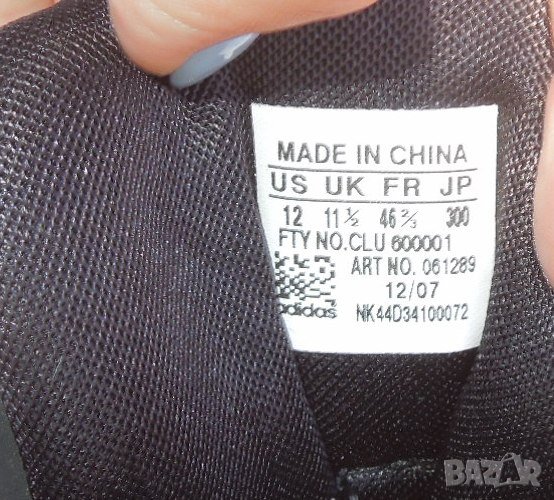 MADE IN CHINA
US UK FR JP
12 11½ 46⅔ 300
FTY NO.CLU 600001
ART NO. 061289
12/07
adidas NK44D34100072
BAZAR